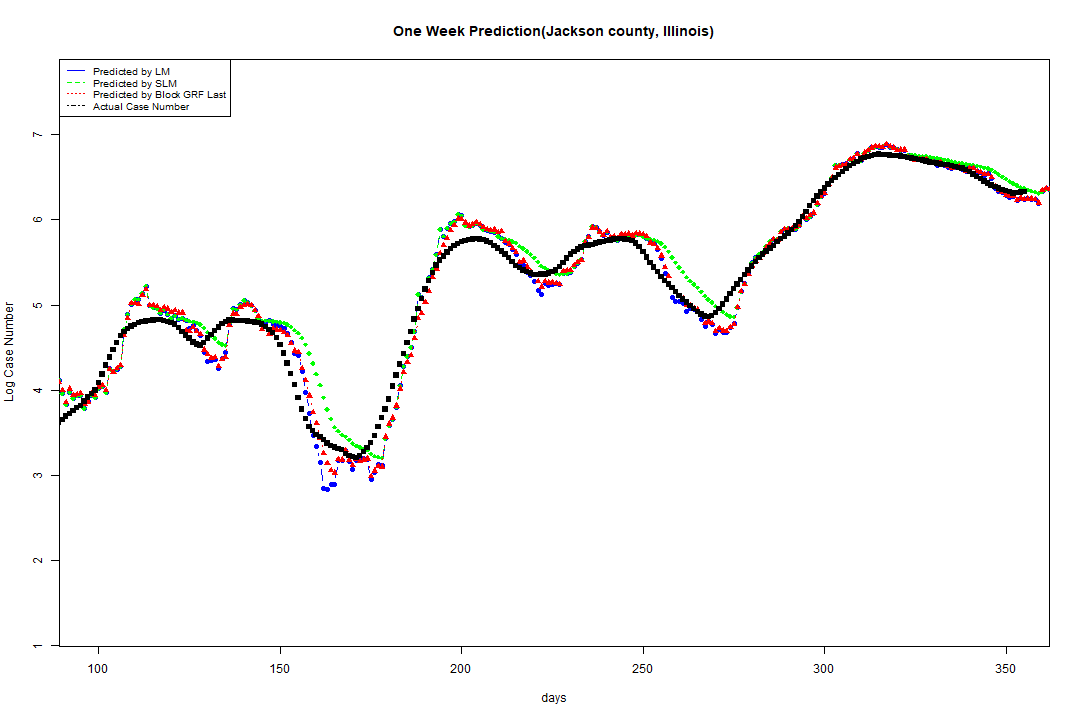 One Week Prediction(Jackson county, Illinois)
Predicted by LM
Predicted by SLM
Predicted by Block GRF Last
Actual Case Number
7
6
5
4
3
2
1
Log Case Number
100 150 200 250 300 350
days